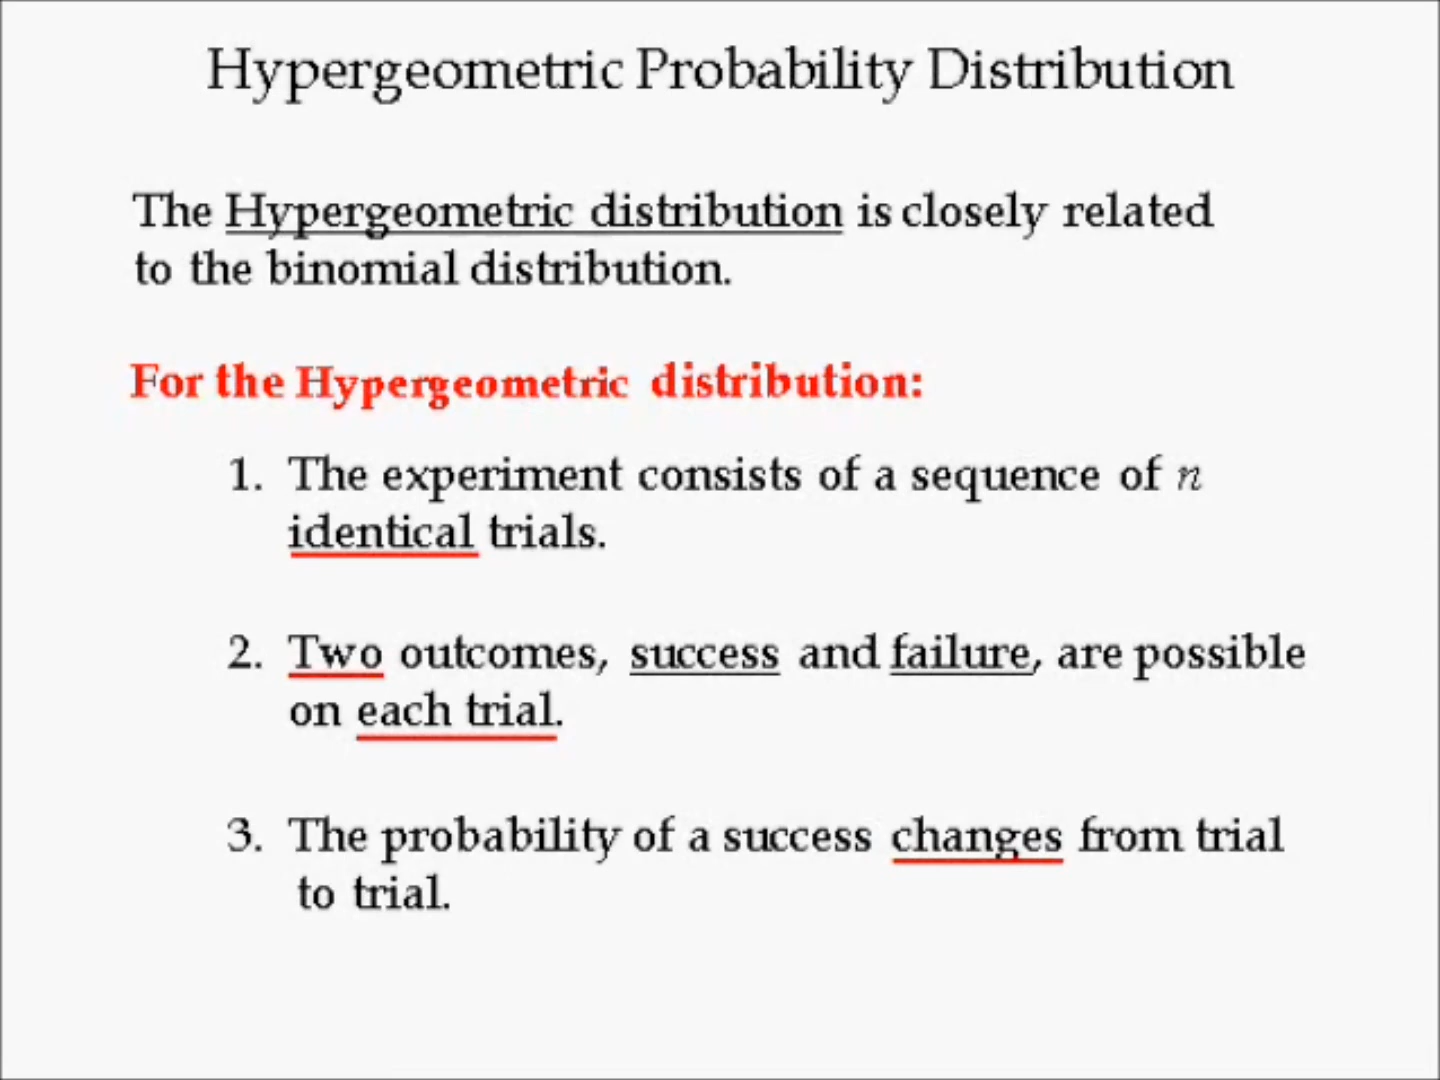 Hypergeometric Probability Distribution
The Hypergeometric distribution is closely related
to the binomial distribution.
For the Hypergeometric distribution:
1. The experiment consists of a sequence of n
identical trials.
2. Two outcomes, success and failure, are possible
on each trial.
3. The probability of a success changes from trial
to trial.